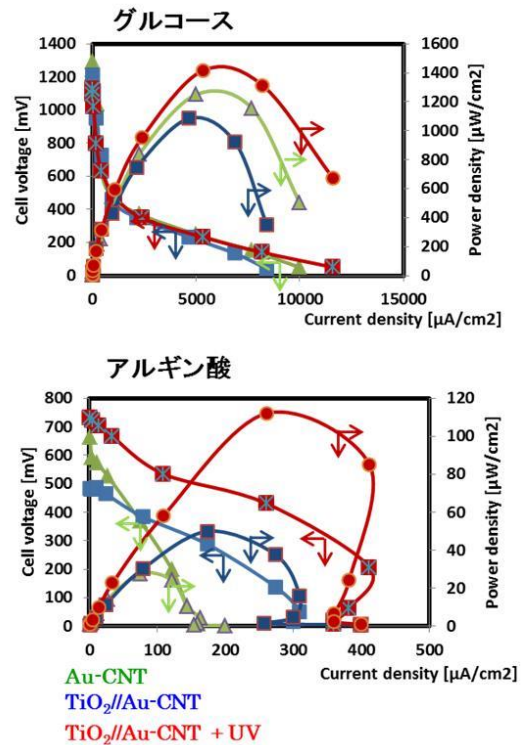 グルコース
Cell voltage [mV]
1400
1200
1000
800
600
400
200
0
1600
1400
1200
1000
800
600
400
200
0
Power density [μW/cm2]
0 5000 10000 15000
Current density [μA/cm2]
アルギン酸
Cell voltage [mV]
800
700
600
500
400
300
200
100
0
120
100
80
60
40
20
0
Power density [μW/cm2]
0 100 200 300 400 500
Current density [μA/cm2]
Au-CNT
TiO₂//Au-CNT
TiO₂//Au-CNT + UV